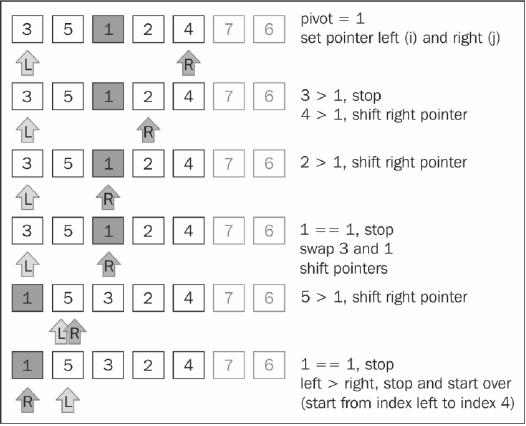 3 5 1 2 4 7 6
pivot = 1
set pointer left (i) and right (j)
L R
3 5 1 2 4 7 6
3 > 1, stop
4 > 1, shift right pointer
L R
3 5 1 2 4 7 6
2 > 1, shift right pointer
L R
3 5 1 2 4 7 6
1 == 1, stop
swap 3 and 1
shift pointers
L R
1 5 3 2 4 7 6
5 > 1, shift right pointer
L R
1 5 3 2 4 7 6
1 == 1, stop
left > right, stop and start over
(start from index left to index 4)
R L